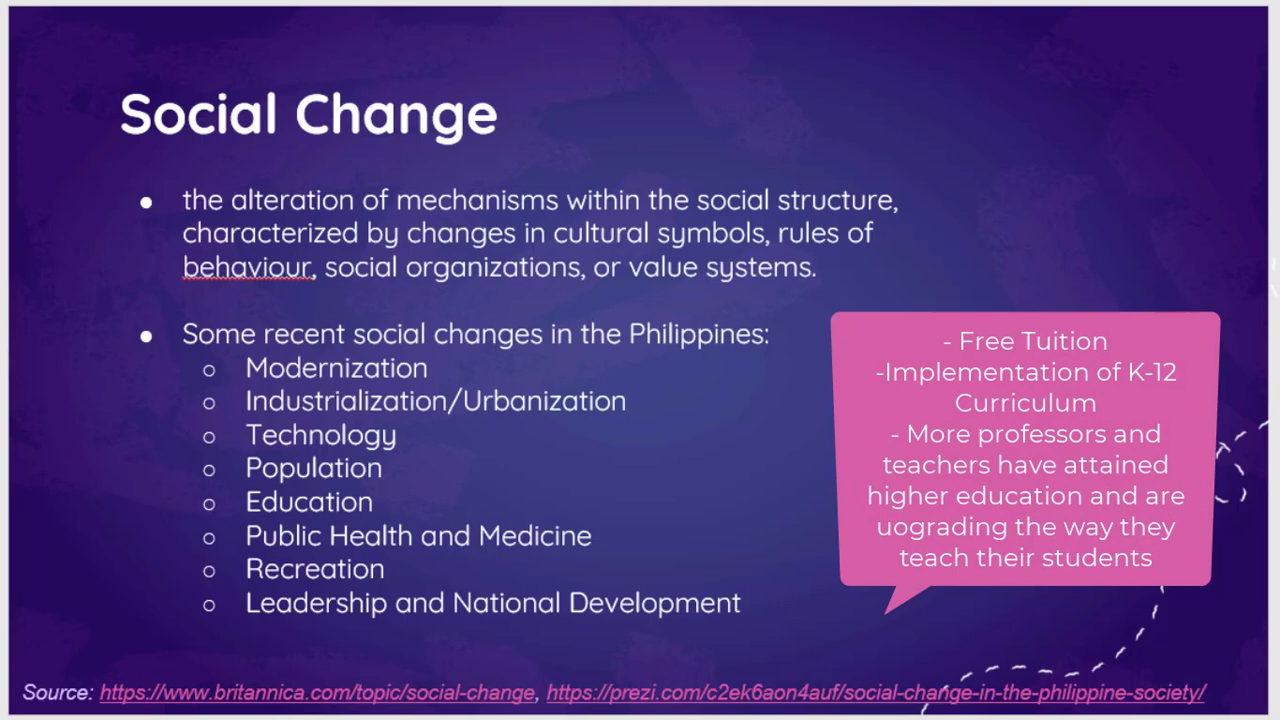 Social Change
● the alteration of mechanisms within the social structure,
characterized by changes in cultural symbols, rules of
behaviour, social organizations, or value systems.
● Some recent social changes in the Philippines:
○ Modernization
○ Industrialization/Urbanization
○ Technology
○ Population
○ Education
○ Public Health and Medicine
○ Recreation
○ Leadership and National Development
- Free Tuition
-Implementation of K-12
Curriculum
- More professors and
teachers have attained
higher education and are
uograding the way they
teach their students
Source: https://www.britannica.com/topic/social-change, https://prezi.com/c2ek6aon4auf/social-change-in-the-philippine-society/